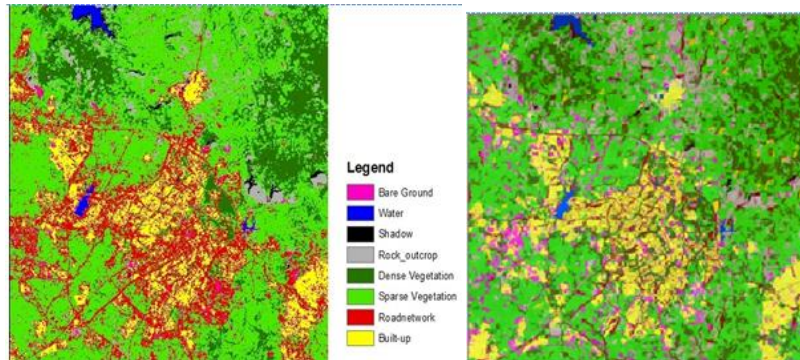 Legend
Bare Ground
Water
Shadow
Rock_outcrop
Dense Vegetation
Sparse Vegetation
Roadnetwork
Built-up